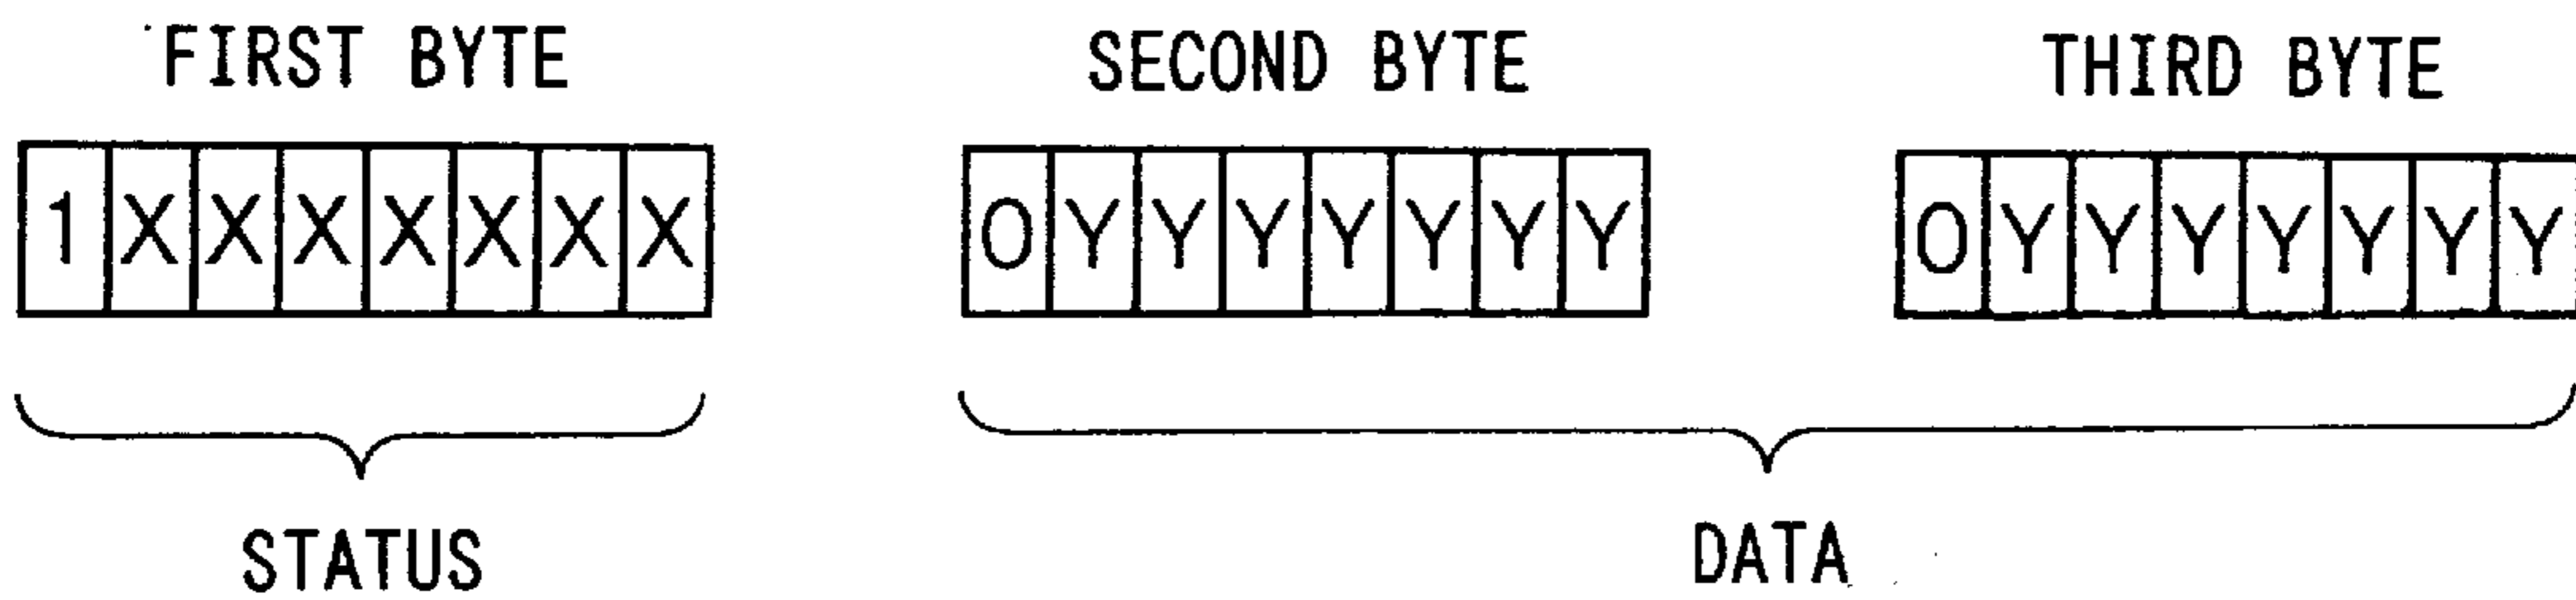 FIRST BYTE SECOND BYTE THIRD BYTE
1 X X X X X X X 0 Y Y Y Y Y Y Y 0 Y Y Y Y Y Y Y
STATUS DATA